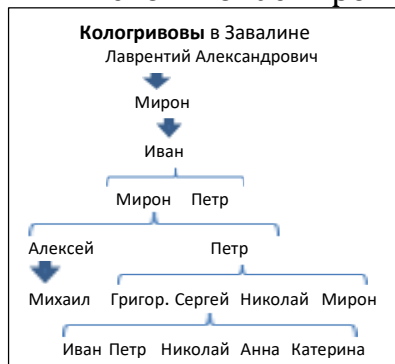 Кологривовы в Завалине
Лаврентий Александрович
Мирон
Иван
Мирон Петр
Алексей Петр
Михаил Григор. Сергей Николай Мирон
Иван Петр Николай Анна Катерина